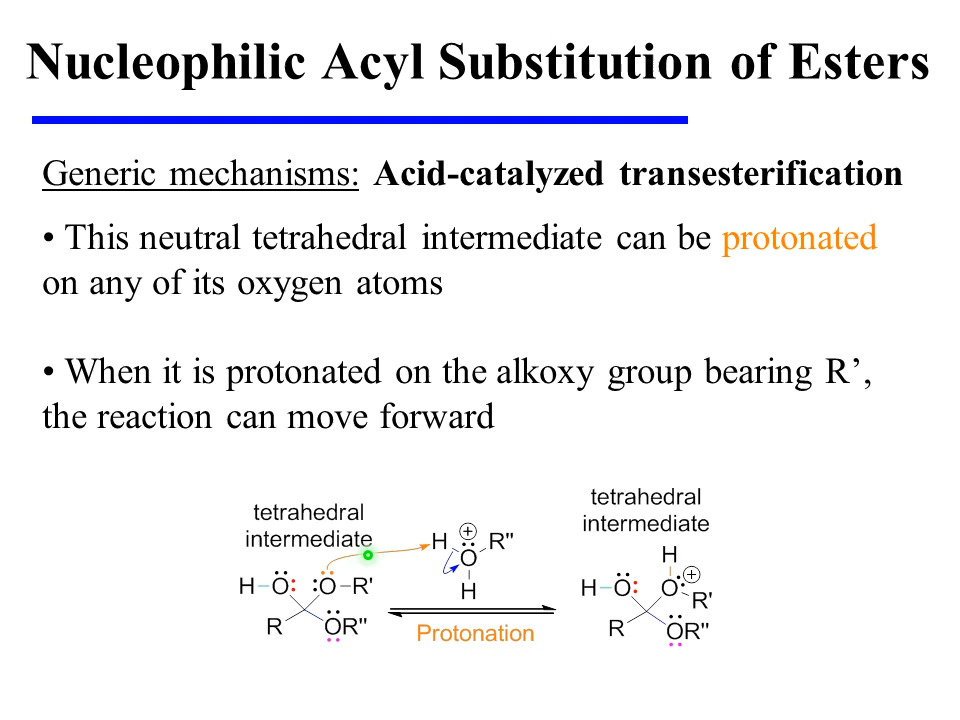 Nucleophilic Acyl Substitution of Esters
Generic mechanisms: Acid-catalyzed transesterification
• This neutral tetrahedral intermediate can be protonated
on any of its oxygen atoms
• When it is protonated on the alkoxy group bearing R’,
the reaction can move forward
tetrahedral
intermediate
H O O R'
R OR"
H + R"
O
H
Protonation
tetrahedral
intermediate
H
H O O + R'
R OR"